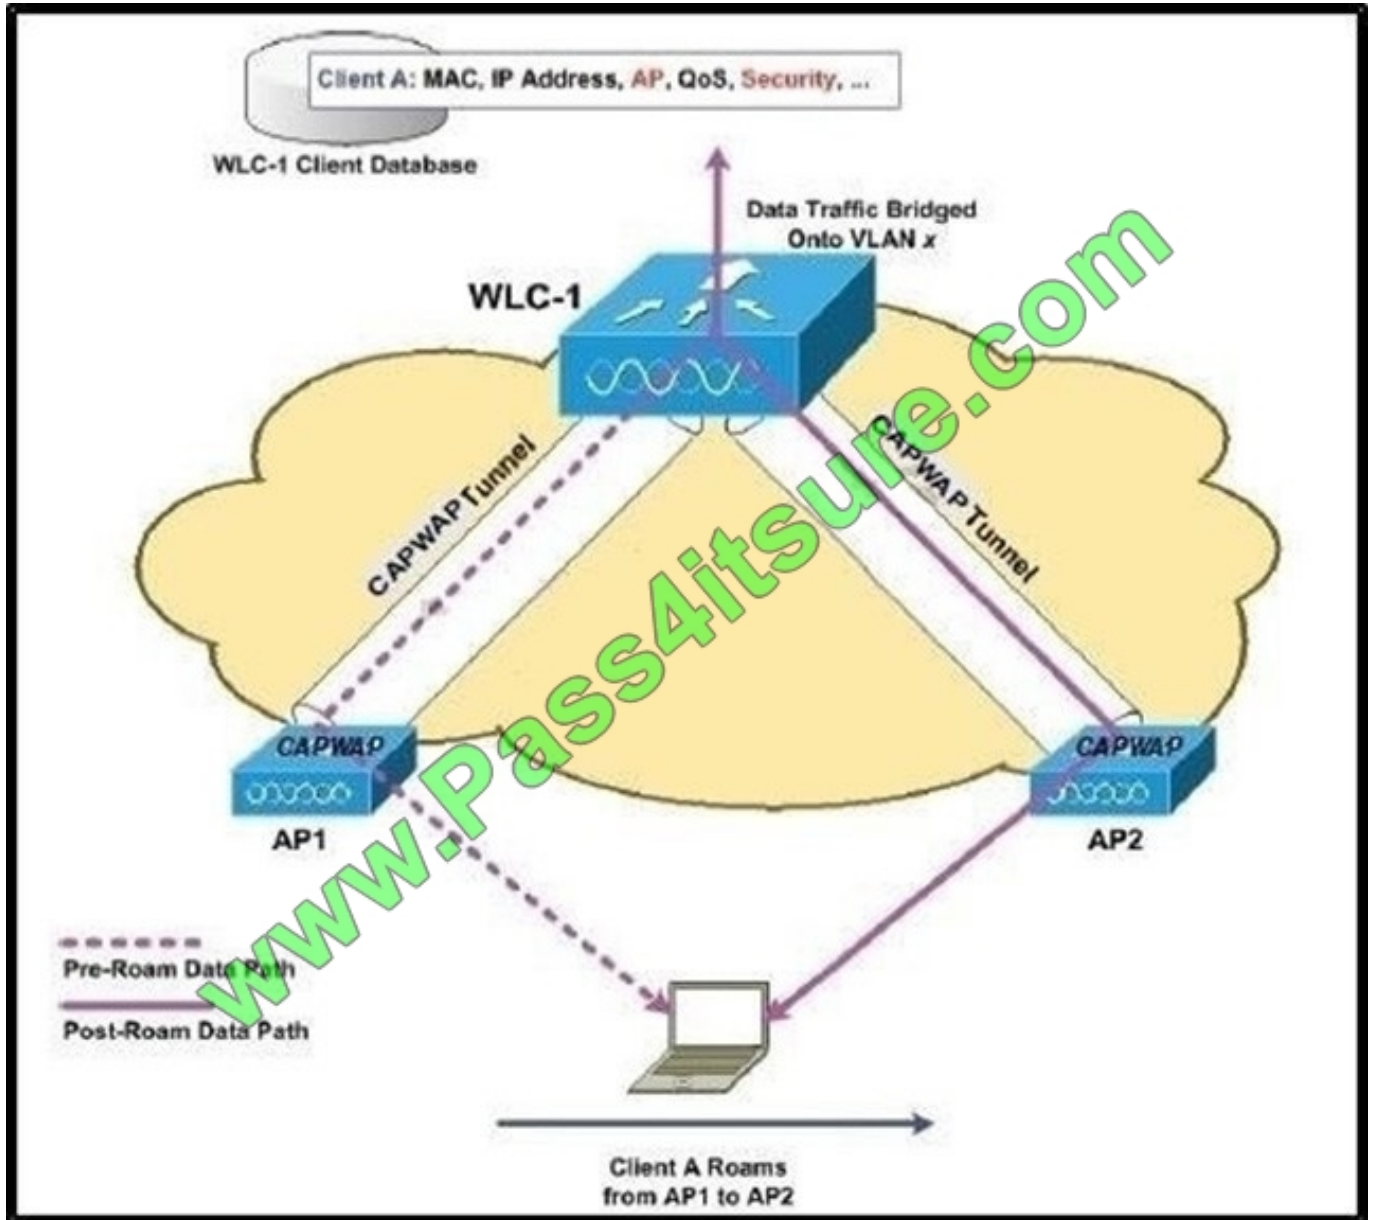 Client A: MAC, IP Address, AP, QoS, Security, ...
WLC-1 Client Database
Data Traffic Bridged
Onto VLAN x
WLC-1
CAPWAP Tunnel
CAPWAP Tunnel
CAPWAP
CAPWAP
AP1
AP2
www.Pass4itsure.com
Pre-Roam Data Path
Post-Roam Data Path
Client A Roams
from AP1 to AP2